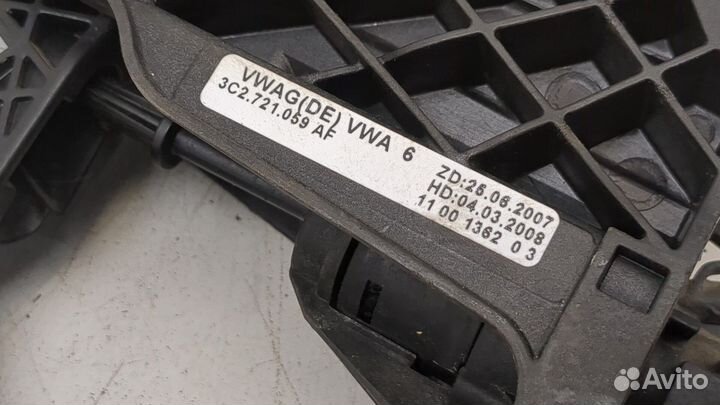 VWAG(DE) VWA 6
3C2.721.059 AF
ZD:26.06.2007
HD:04.03.2008
11 00 1362 0 3
Avito